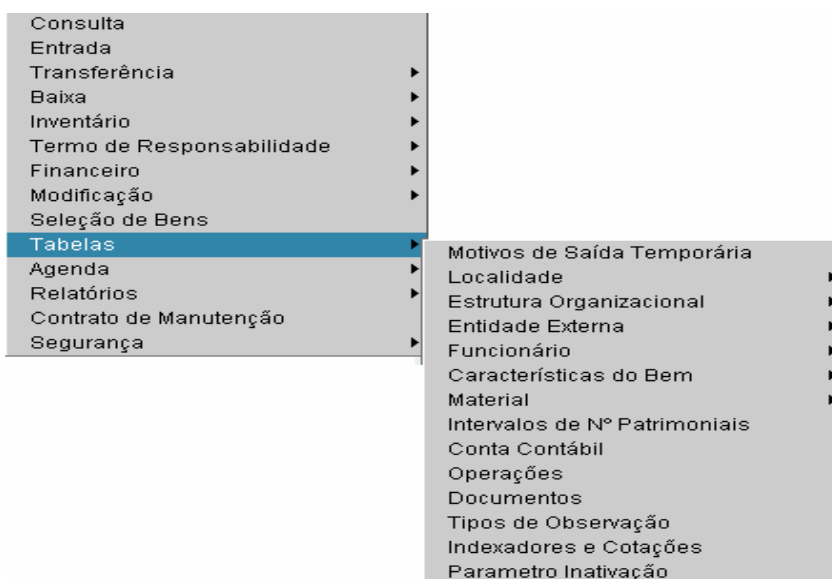 Consulta
Entrada
Transferência
Baixa
Inventário
Termo de Responsabilidade
Financeiro
Modificação
Seleção de Bens
Tabelas
Agenda
Relatórios
Contrato de Manutenção
Segurança
Motivos de Saída Temporária
Localidade
Estrutura Organizacional
Entidade Externa
Funcionário
Características do Bem
Material
Intervalos de Nº Patrimoniais
Conta Contábil
Operações
Documentos
Tipos de Observação
Indexadores e Cotações
Parametro Inativação